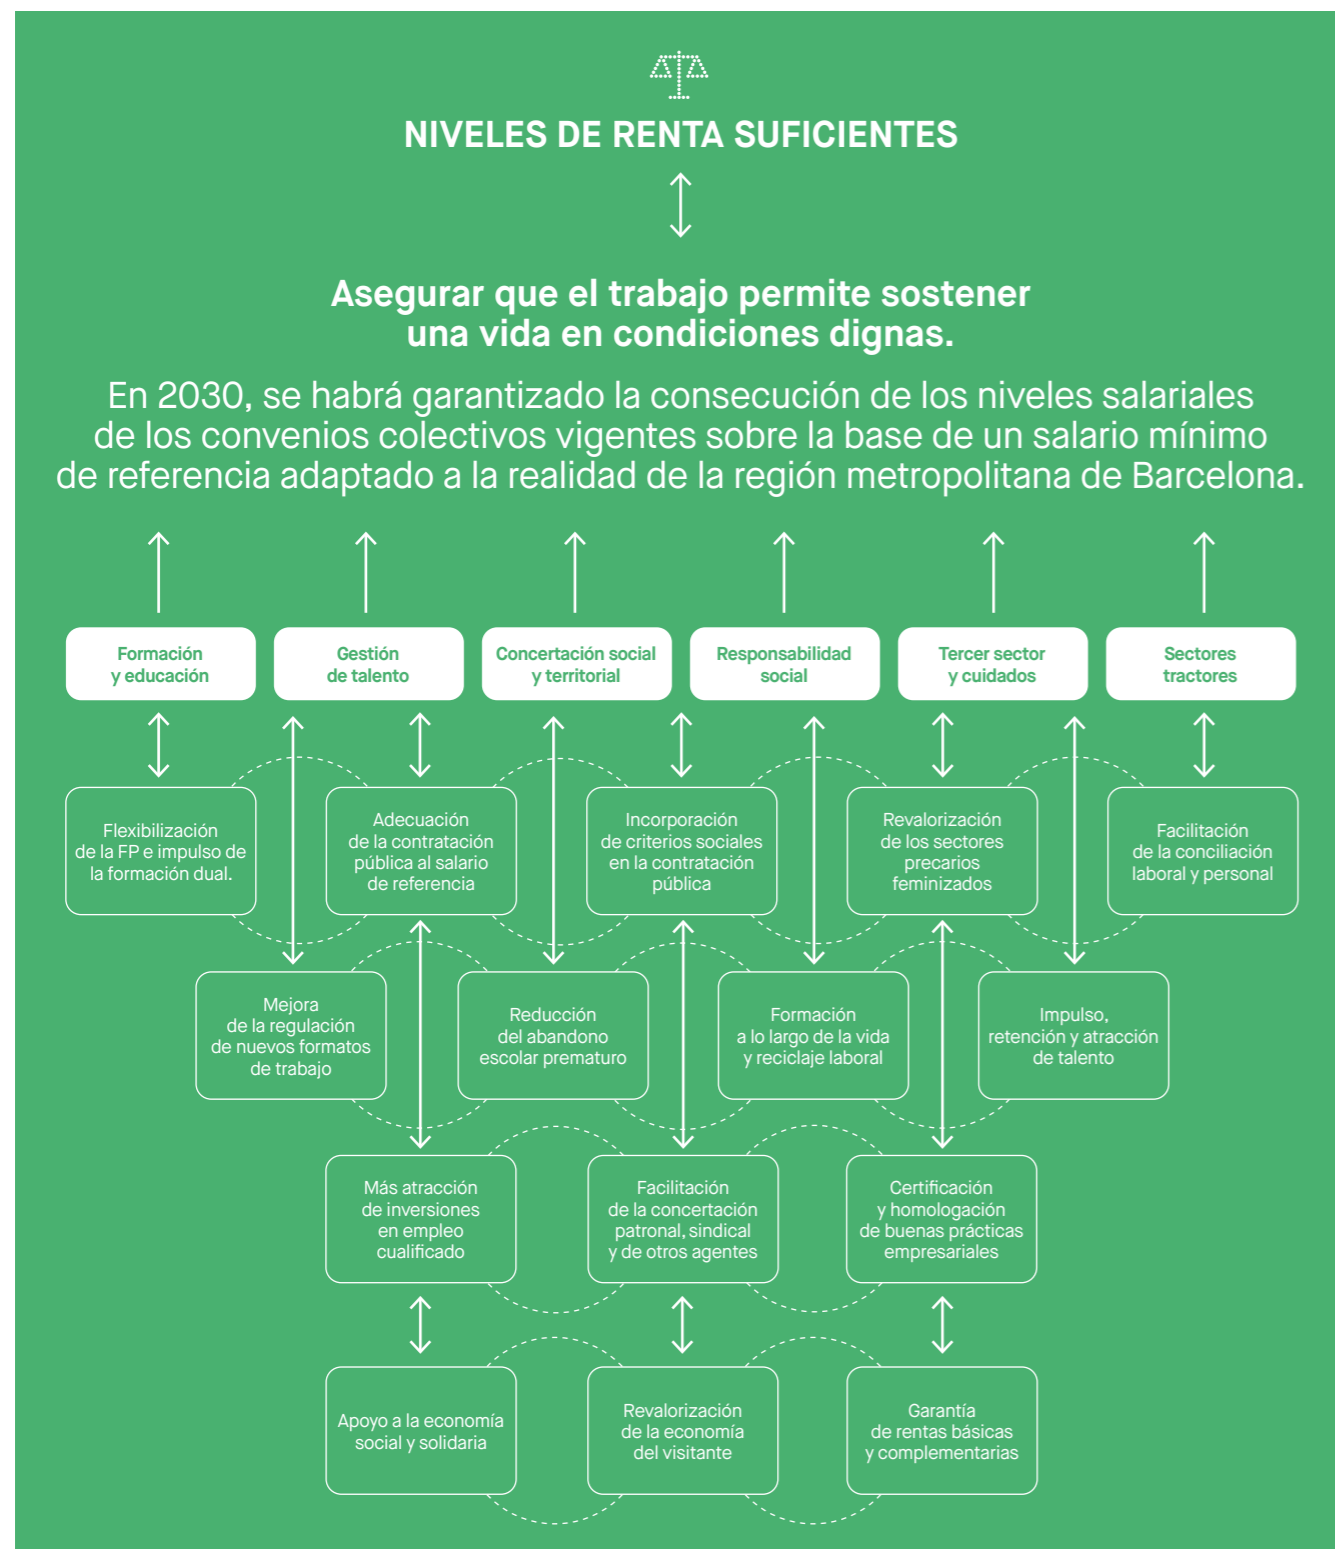 NIVELES DE RENTA SUFICIENTES
Asegurar que el trabajo permite sostener
una vida en condiciones dignas.
En 2030, se habrá garantizado la consecución de los niveles salariales
de los convenios colectivos vigentes sobre la base de un salario mínimo
de referencia adaptado a la realidad de la región metropolitana de Barcelona.
Formación
y educación
Gestión
de talento
Concertación social
y territorial
Responsabilidad
social
Tercer sector
y cuidados
Sectores
tractores
Flexibilización
de la FP e impulso de
la formación dual.
Adecuación
de la contratación
pública al salario
de referencia
Incorporación
de criterios sociales
en la contratación
pública
Revalorización
de los sectores
precarios
feminizados
Facilitación
de la conciliación
laboral y personal
Mejora
de la regulación
de nuevos formatos
de trabajo
Reducción
del abandono
escolar prematuro
Formación
a lo largo de la vida
y reciclaje laboral
Impulso,
retención y atracción
de talento
Más atracción
de inversiones
en empleo
cualificado
Facilitación
de la concertación
patronal, sindical
y de otros agentes
Certificación
y homologación
de buenas prácticas
empresariales
Apoyo a la economía
social y solidaria
Revalorización
de la economía
del visitante
Garantía
de rentas básicas
y complementarias